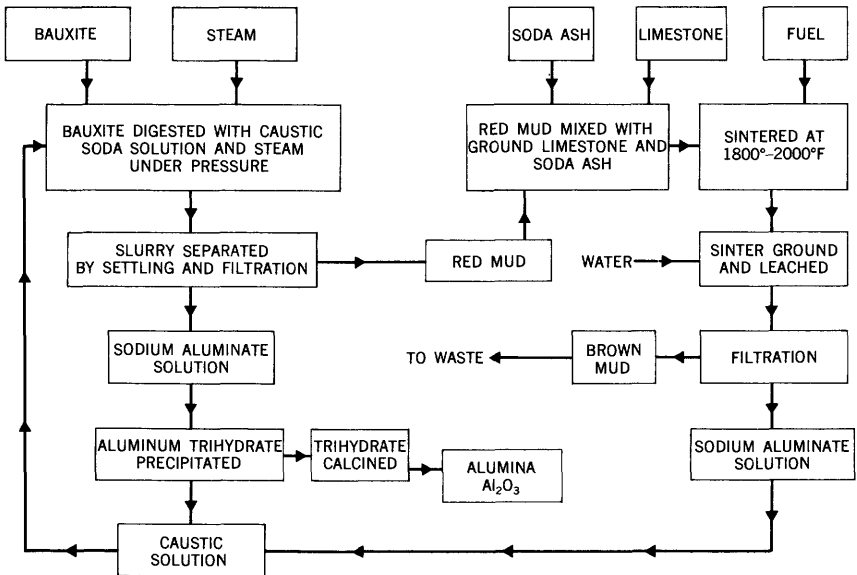 BAUXITE
STEAM
SODA ASH
LIMESTONE
FUEL
BAUXITE DIGESTED WITH CAUSTIC
SODA SOLUTION AND STEAM
UNDER PRESSURE
RED MUD MIXED WITH
GROUND LIMESTONE AND
SODA ASH
SINTERED AT
1800°–2000°F
SLURRY SEPARATED
BY SETTLING AND FILTRATION
RED MUD
WATER
SINTER GROUND
AND LEACHED
SODIUM ALUMINATE
SOLUTION
TO WASTE
BROWN
MUD
FILTRATION
ALUMINUM TRIHYDRATE
PRECIPITATED
TRIHYDRATE
CALCINED
ALUMINA
Al₂O₃
SODIUM ALUMINATE
SOLUTION
CAUSTIC
SOLUTION